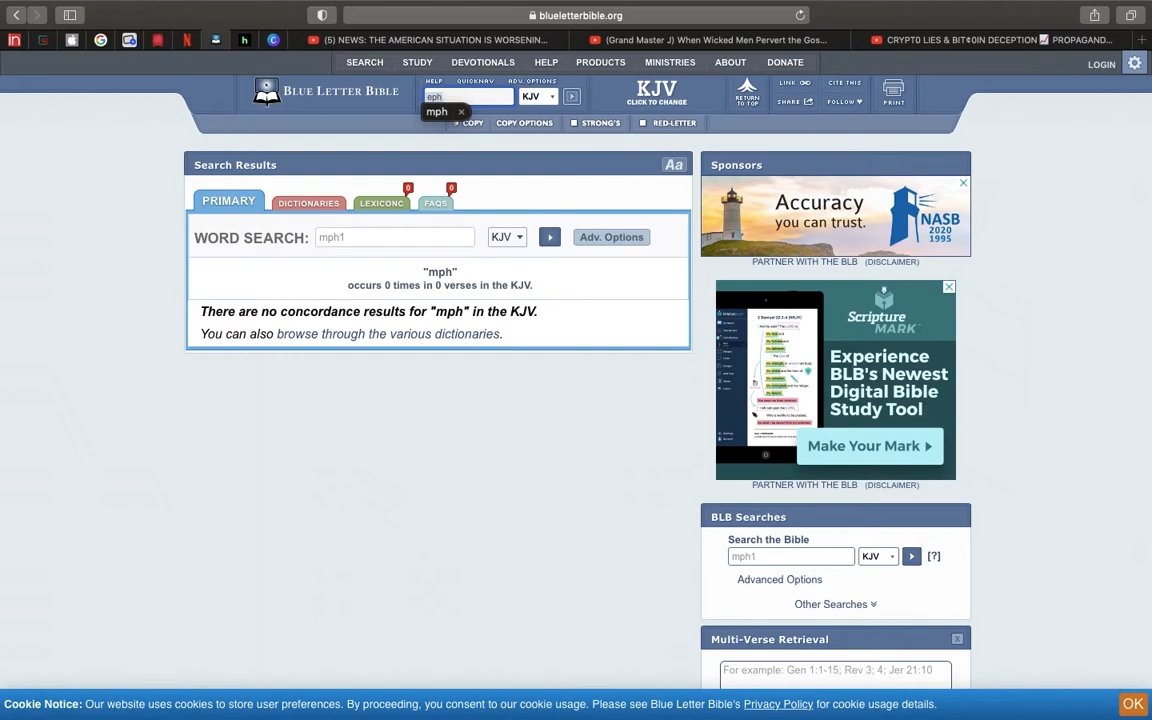 blueletterbible.org
(5) NEWS: THE AMERICAN SITUATION IS WORSENIN...
(Grand Master J) When Wicked Men Pervert the Gos...
CRYPT0 LIES & BIT¢0IN DECEPTION 📈 PROPAGAND...
SEARCH STUDY DEVOTIONALS HELP PRODUCTS MINISTRIES ABOUT DONATE
LOGIN
BLUE LETTER BIBLE
HELP QUICKNAV ADV. OPTIONS
eph KJV
mph ×
KJV
CLICK TO CHANGE
RETURN
TO TOP
LINK CITE THIS
SHARE FOLLOW
PRINT
COPY COPY OPTIONS STRONG'S RED-LETTER
Search Results Aa
0 0
PRIMARY DICTIONARIES LEXICONC FAQS
WORD SEARCH: mph1 KJV Adv. Options
"mph"
occurs 0 times in 0 verses in the KJV.
There are no concordance results for "mph" in the KJV.
You can also browse through the various dictionaries.
Sponsors
Accuracy
you can trust.
NASB
2020
1995
PARTNER WITH THE BLB (DISCLAIMER)
Scripture
MARK
Experience
BLB's Newest
Digital Bible
Study Tool
Make Your Mark
PARTNER WITH THE BLB (DISCLAIMER)
BLB Searches
Search the Bible
mph1 KJV [?]
Advanced Options
Other Searches
Multi-Verse Retrieval x
For example: Gen 1:1-15; Rev 3; 4; Jer 21:10
Cookie Notice: Our website uses cookies to store user preferences. By proceeding, you consent to our cookie usage. Please see Blue Letter Bible's Privacy Policy for cookie usage details.
OK